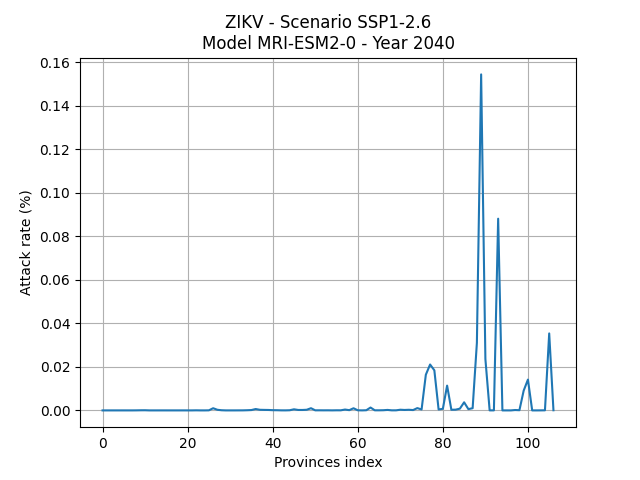 ZIKV - Scenario SSP1-2.6
Model MRI-ESM2-0 - Year 2040
0.16
0.14
0.12
0.10
0.08
0.06
0.04
0.02
0.00
Attack rate (%)
0 20 40 60 80 100
Provinces index